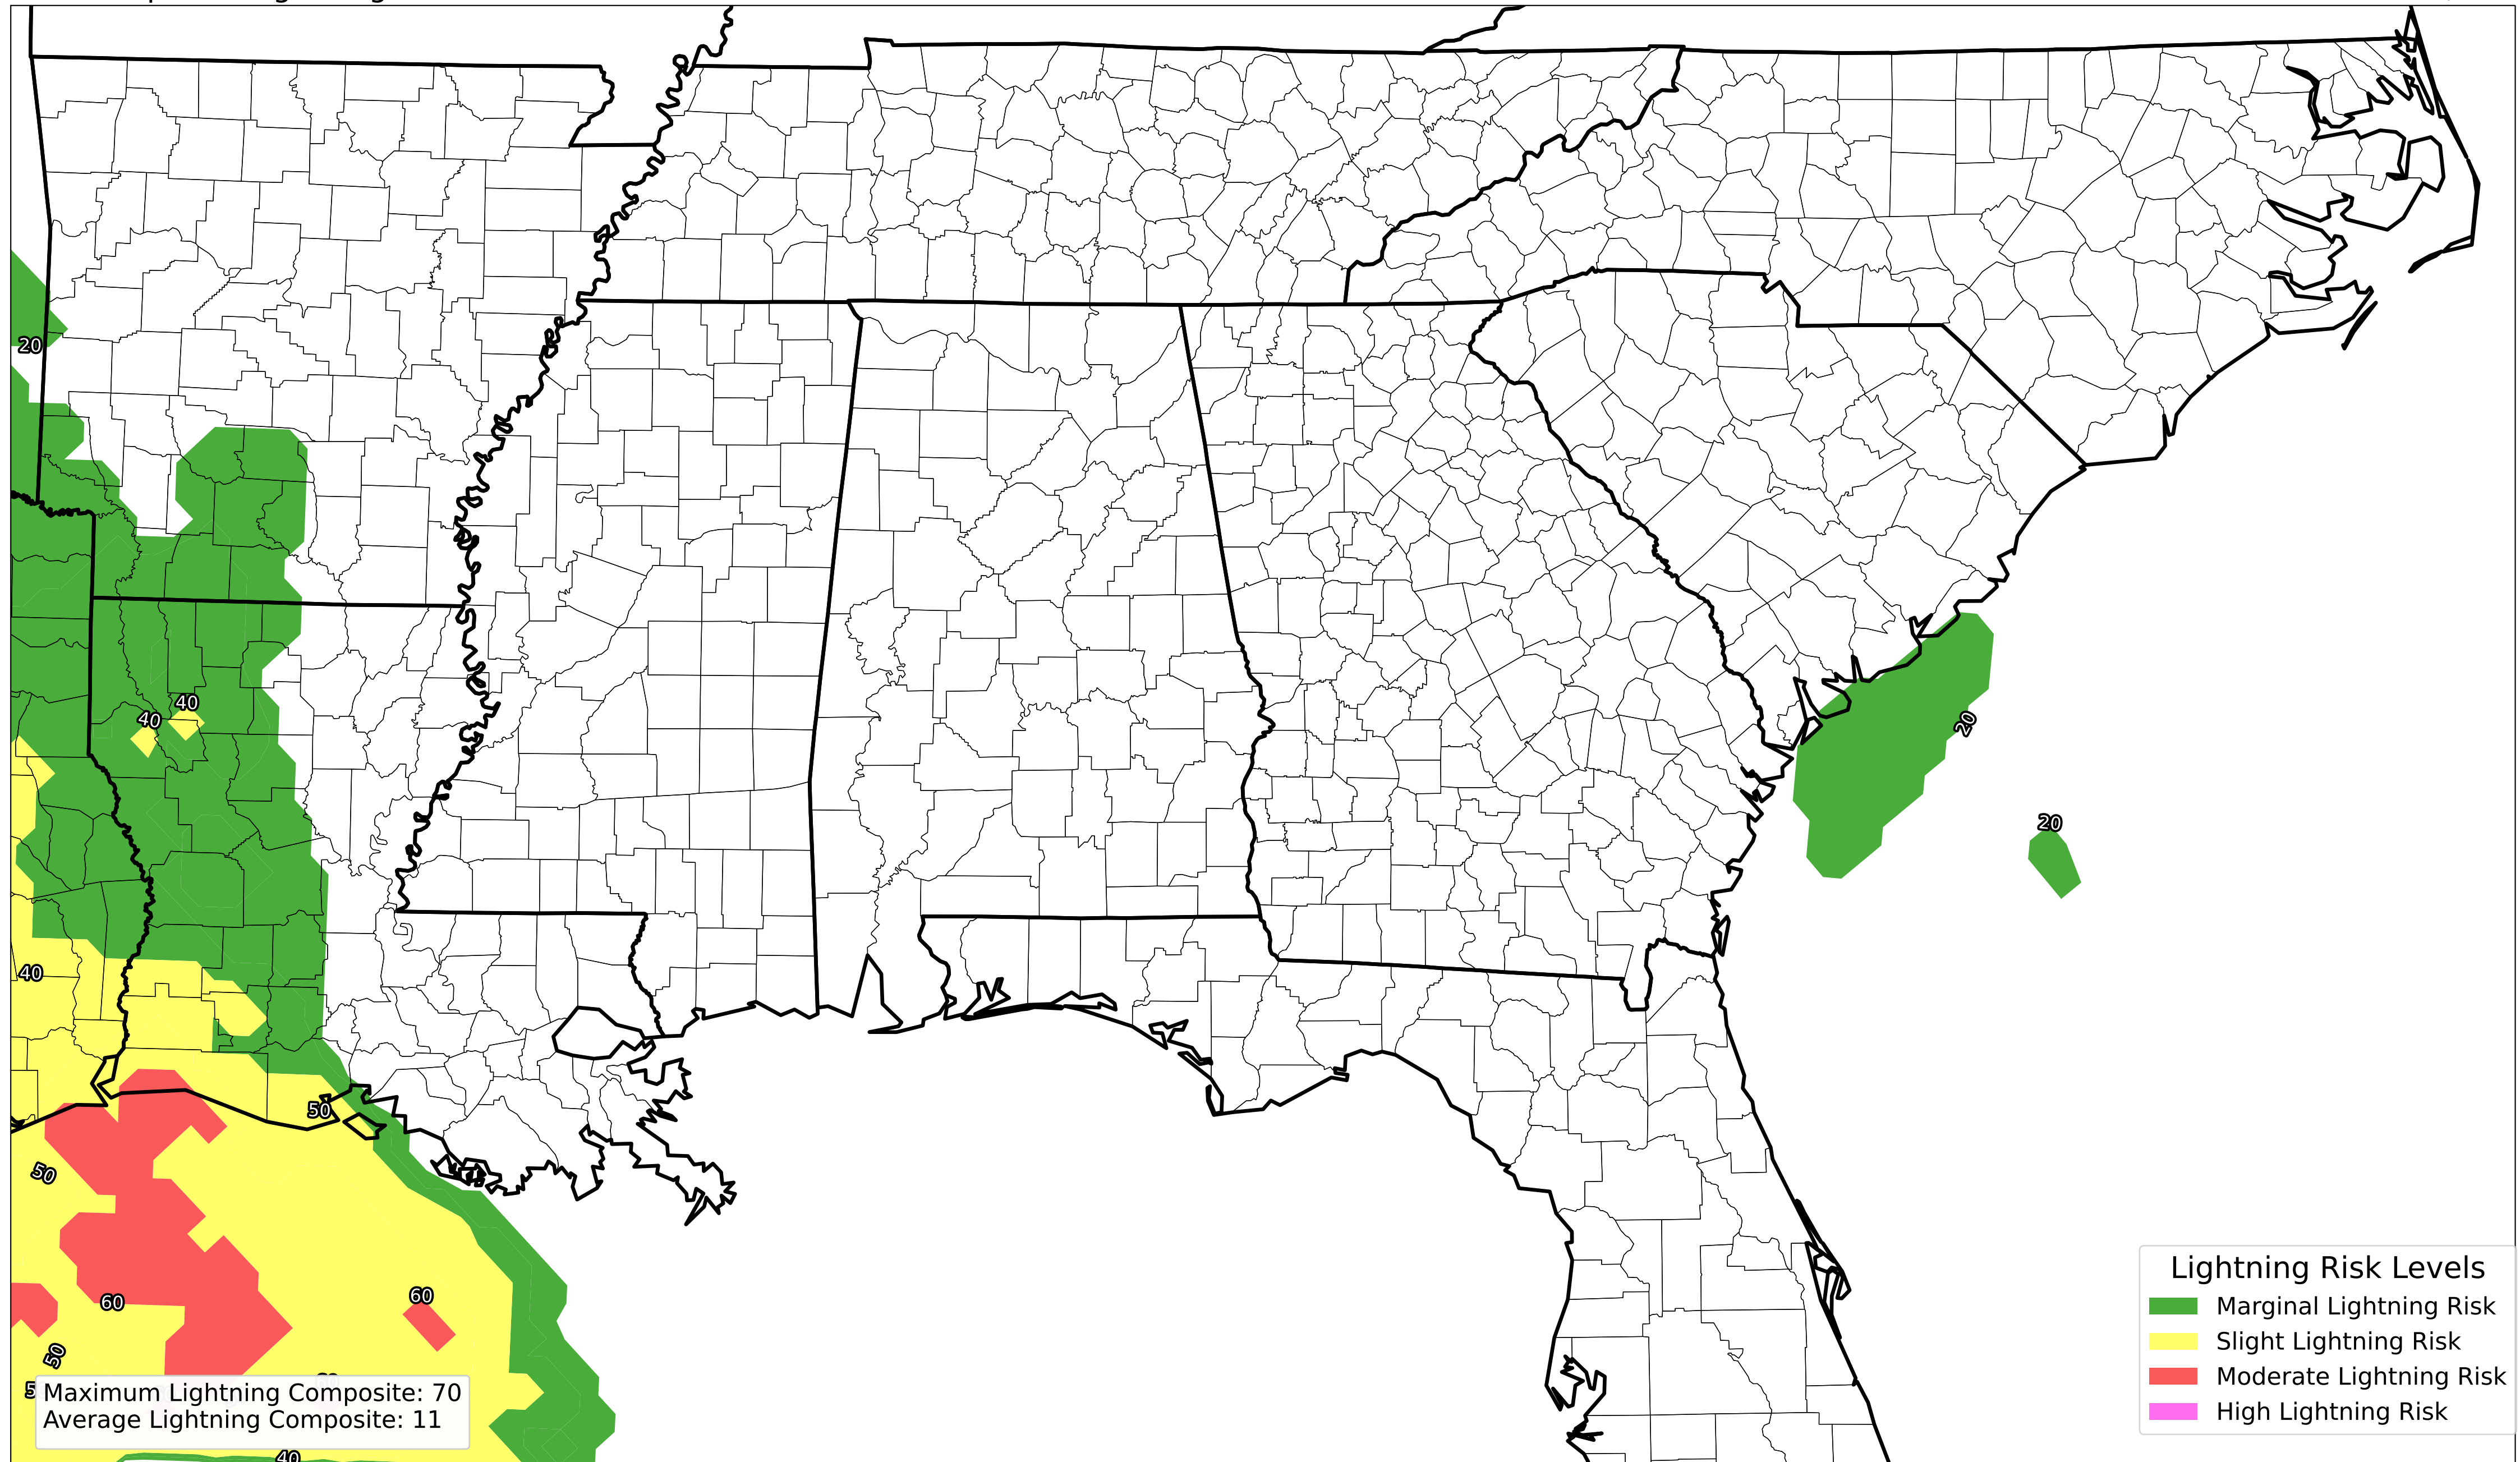 20
40
40
20
20
40
50
50
60
60
50
Lightning Risk Levels
Marginal Lightning Risk
Slight Lightning Risk
Moderate Lightning Risk
High Lightning Risk
Maximum Lightning Composite: 70
Average Lightning Composite: 11
40